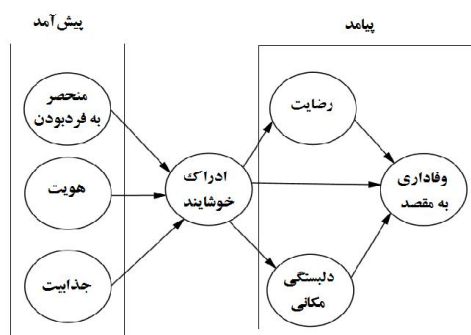 پیامد
پیش‌آمد
منحصر
به فردبودن
هویت
جذابیت
ادراک
خوشایند
رضایت
دلبستگی
مکانی
وفاداری
به مقصد